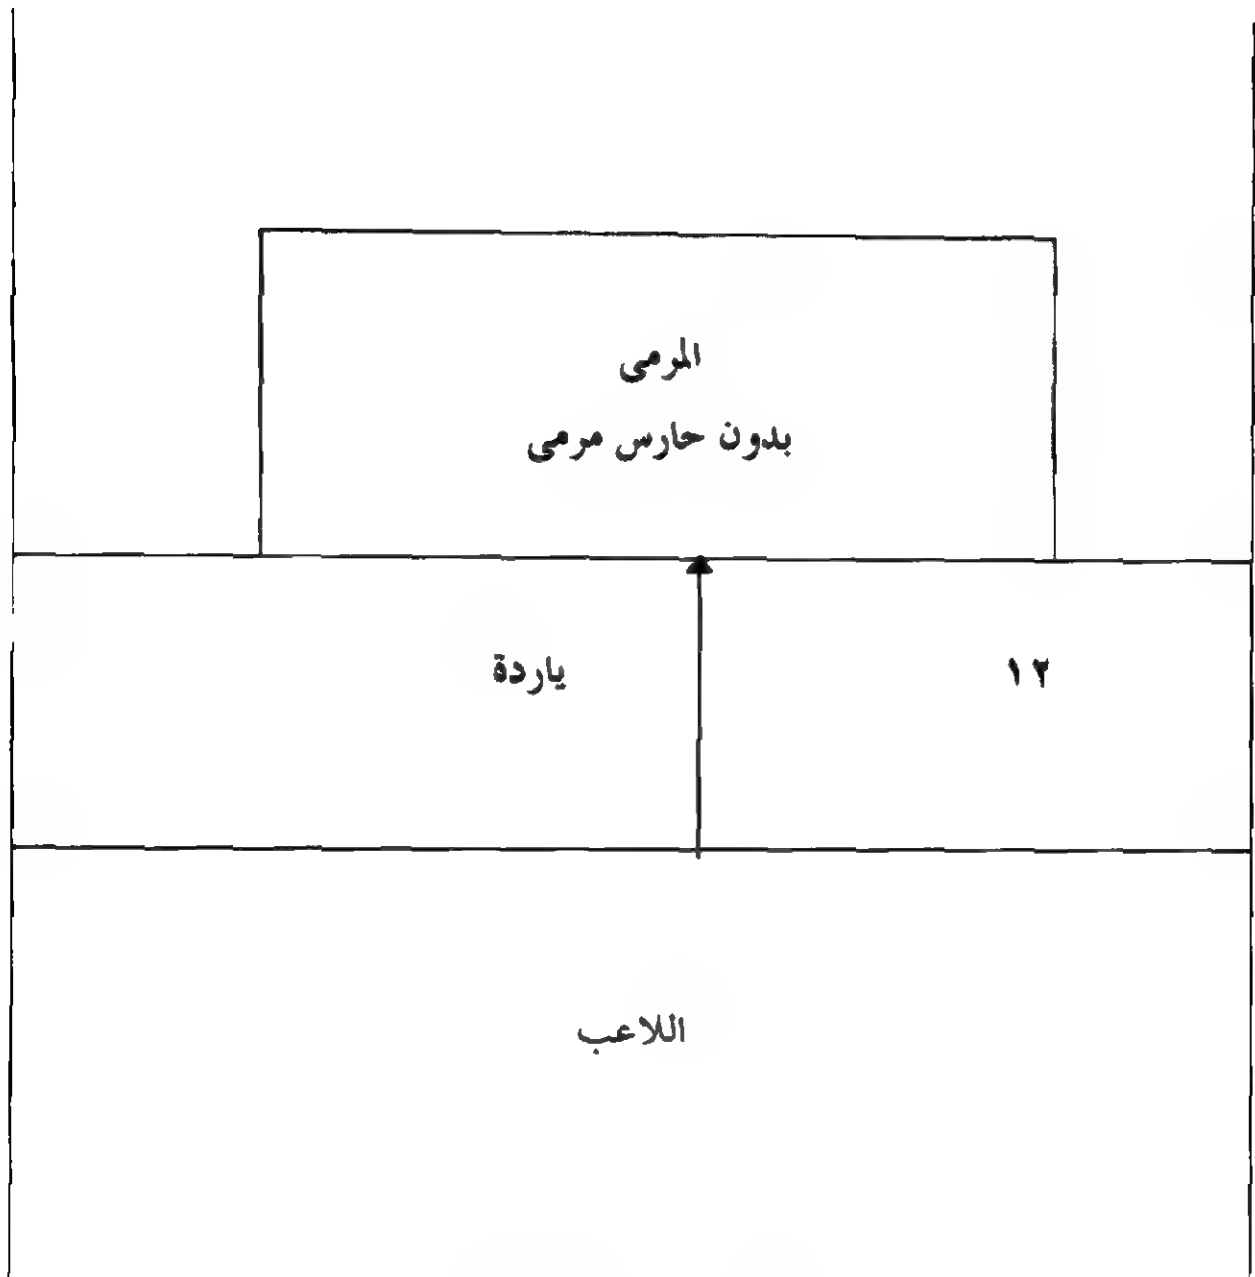 المرمى
بدون حارس مرمى
١٢ ياردة
اللاعب